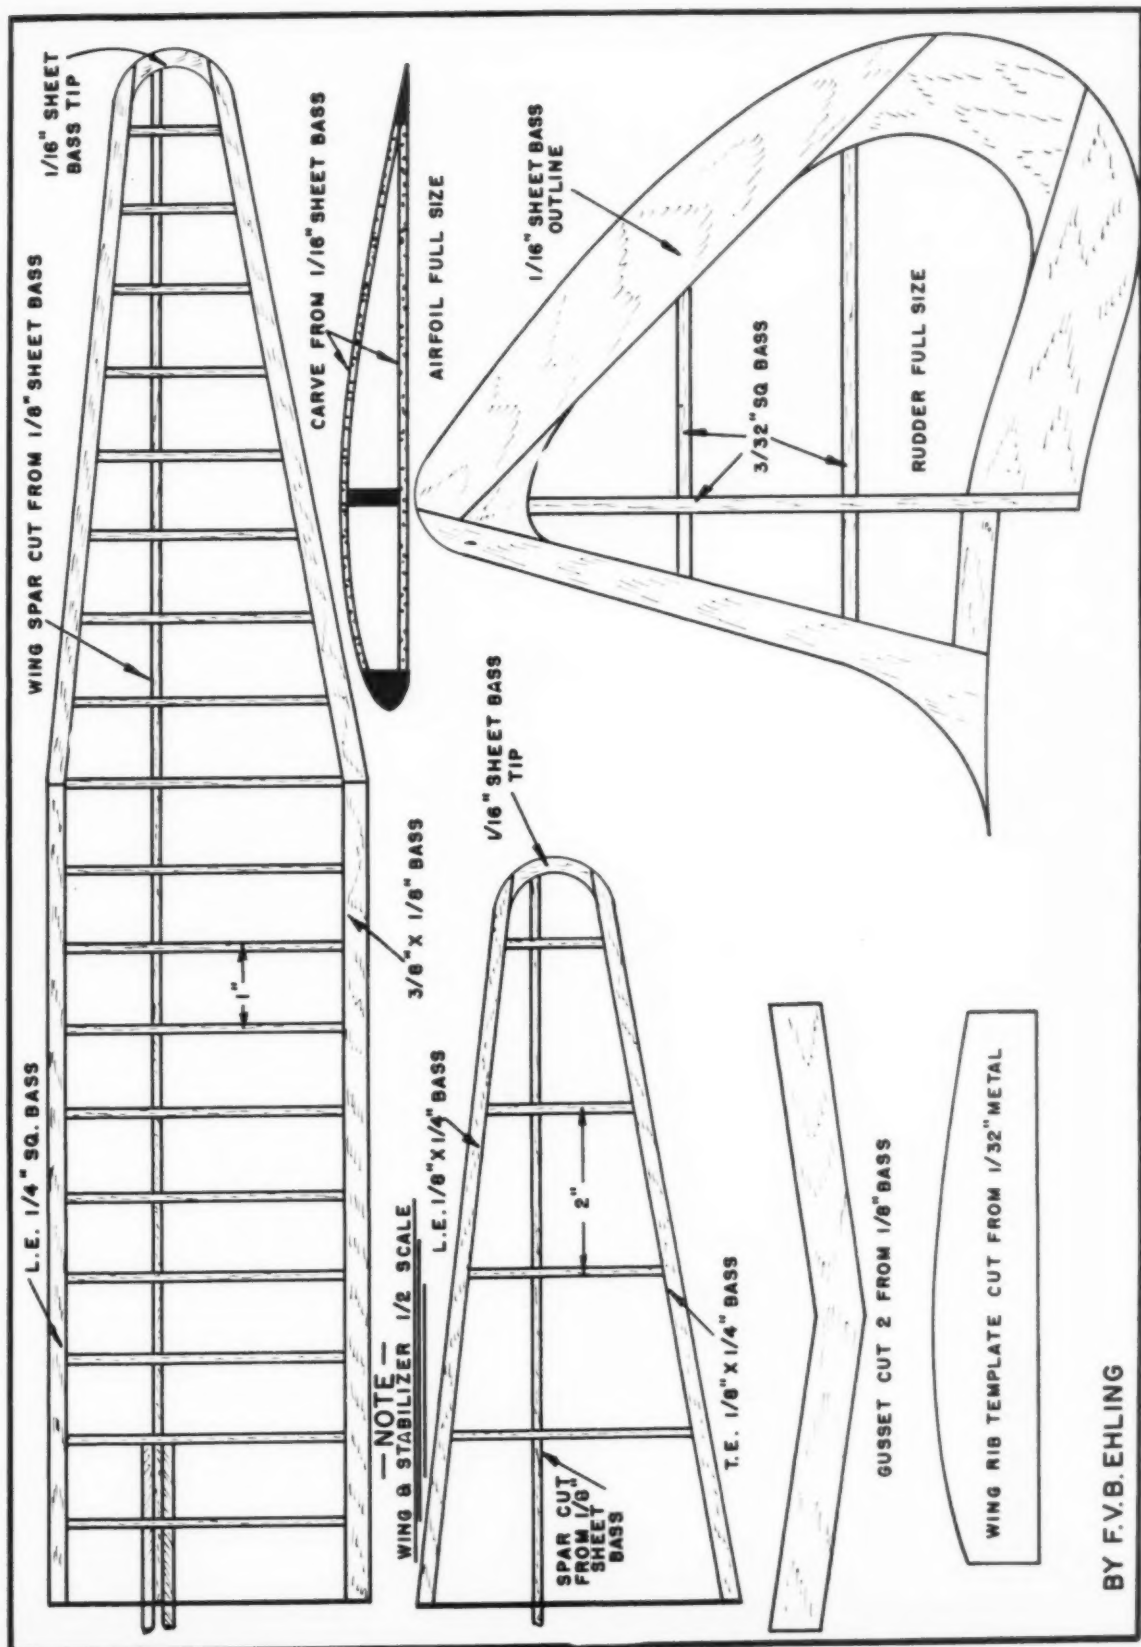 1/16" SHEET
BASS TIP
WING SPAR CUT FROM 1/8" SHEET BASS
L.E. 1/4" SQ. BASS
1"
3/8" X 1/8" BASS
CARVE FROM 1/16" SHEET BASS
AIRFOIL FULL SIZE
— NOTE —
WING & STABILIZER 1/2 SCALE
L.E. 1/8" X 1/4" BASS
1/16" SHEET BASS
TIP
2"
SPAR CUT
FROM 1/8"
SHEET
BASS
T.E. 1/8" X 1/4" BASS
1/16" SHEET BASS
OUTLINE
3/32" SQ BASS
RUDDER FULL SIZE
GUSSET CUT 2 FROM 1/8" BASS
WING RIB TEMPLATE CUT FROM 1/32" METAL
BY F.V.B. EHLING